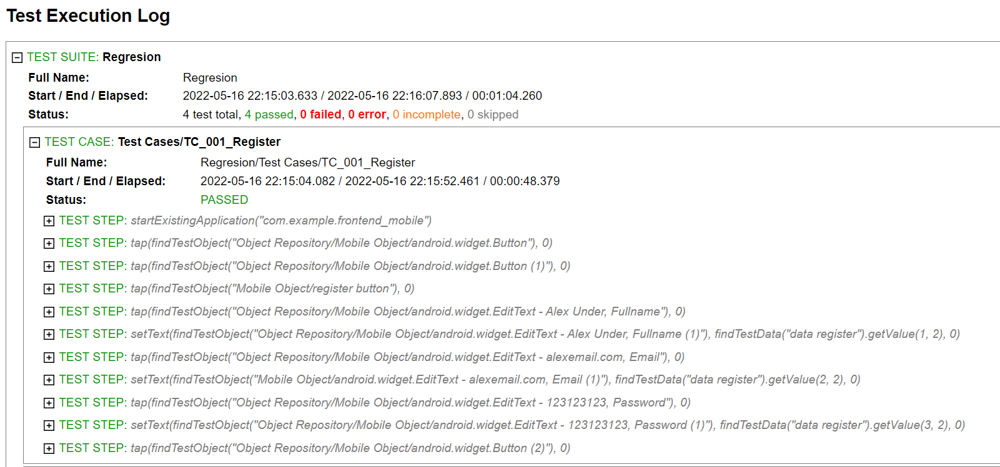 Test Execution Log
TEST SUITE: Regresion
Full Name: Regresion
Start / End / Elapsed: 2022-05-16 22:15:03.633 / 2022-05-16 22:16:07.893 / 00:01:04.260
Status: 4 test total, 4 passed, 0 failed, 0 error, 0 incomplete, 0 skipped
TEST CASE: Test Cases/TC_001_Register
Full Name: Regresion/Test Cases/TC_001_Register
Start / End / Elapsed: 2022-05-16 22:15:04.082 / 2022-05-16 22:15:52.461 / 00:00:48.379
Status: PASSED
TEST STEP: startExistingApplication("com.example.frontend_mobile")
TEST STEP: tap(findTestObject("Object Repository/Mobile Object/android.widget.Button"), 0)
TEST STEP: tap(findTestObject("Object Repository/Mobile Object/android.widget.Button (1)"), 0)
TEST STEP: tap(findTestObject("Mobile Object/register button"), 0)
TEST STEP: tap(findTestObject("Object Repository/Mobile Object/android.widget.EditText - Alex Under, Fullname"), 0)
TEST STEP: setText(findTestObject("Object Repository/Mobile Object/android.widget.EditText - Alex Under, Fullname (1)"), findTestData("data register").getValue(1, 2), 0)
TEST STEP: tap(findTestObject("Object Repository/Mobile Object/android.widget.EditText - alexemail.com, Email"), 0)
TEST STEP: setText(findTestObject("Mobile Object/android.widget.EditText - alexemail.com, Email (1)"), findTestData("data register").getValue(2, 2), 0)
TEST STEP: tap(findTestObject("Object Repository/Mobile Object/android.widget.EditText - 123123123, Password"), 0)
TEST STEP: setText(findTestObject("Object Repository/Mobile Object/android.widget.EditText - 123123123, Password (1)"), findTestData("data register").getValue(3, 2), 0)
TEST STEP: tap(findTestObject("Object Repository/Mobile Object/android.widget.Button (2)"), 0)